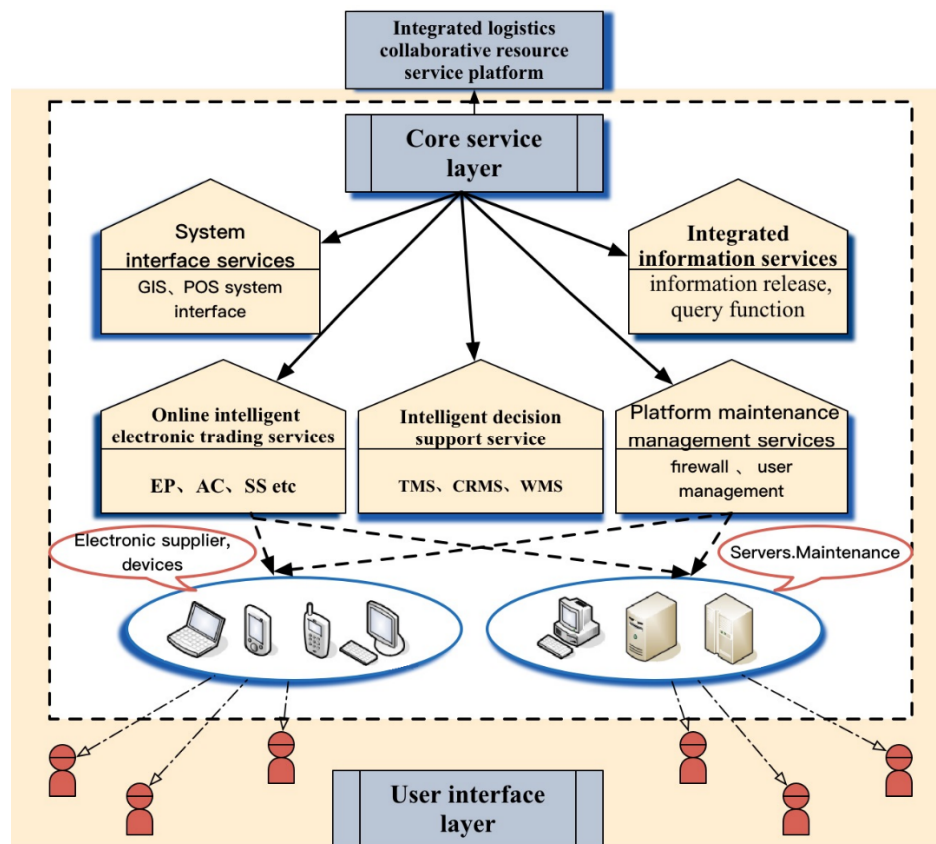 Integrated logistics
collaborative resource
service platform
Core service
layer
System
interface services
GIS、POS system
interface
Integrated
information services
information release,
query function
Online intelligent
electronic trading services
EP、AC、SS etc
Intelligent decision
support service
TMS、CRMS、WMS
Platform maintenance
management services
firewall 、 user
management
Electronic supplier,
devices
Servers.Maintenance
User interface
layer